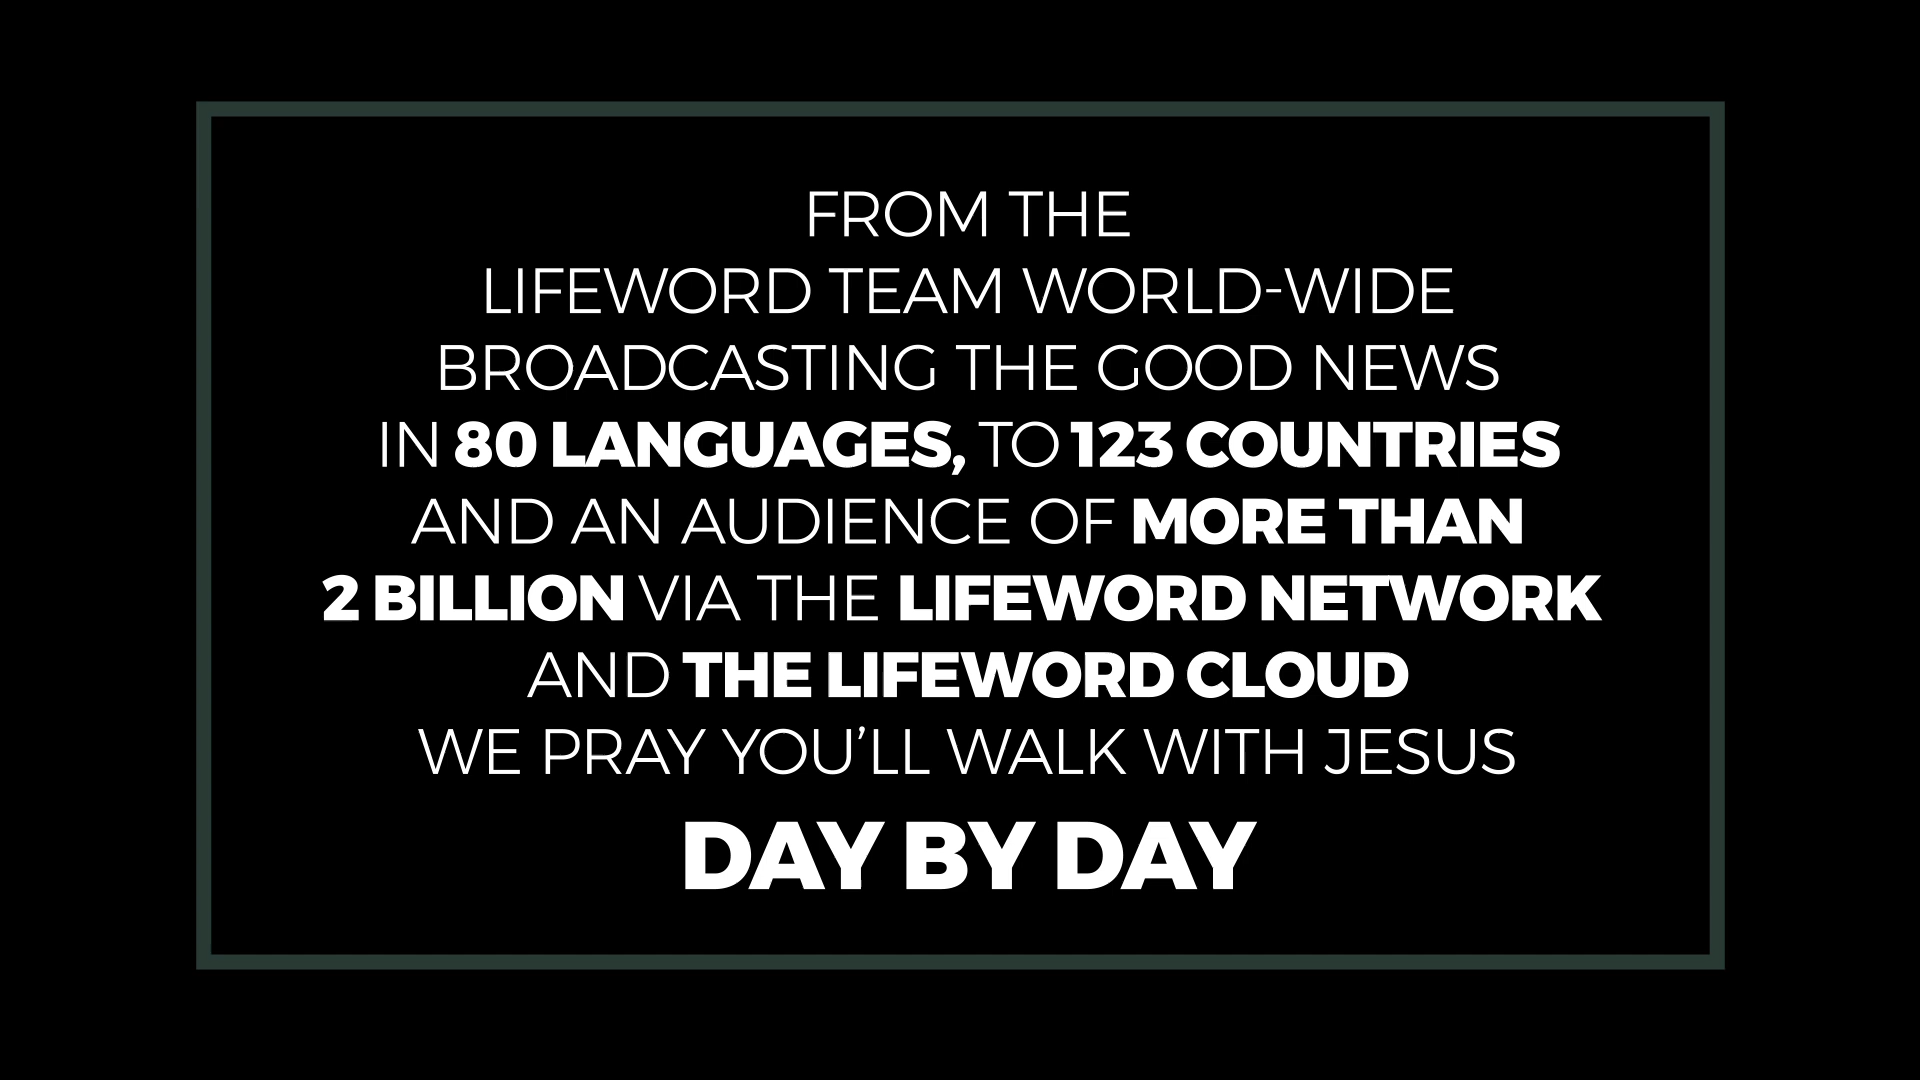 FROM THE
LIFEWORD TEAM WORLD-WIDE
BROADCASTING THE GOOD NEWS
IN 80 LANGUAGES, TO 123 COUNTRIES
AND AN AUDIENCE OF MORE THAN
2 BILLION VIA THE LIFEWORD NETWORK
AND THE LIFEWORD CLOUD
WE PRAY YOU’LL WALK WITH JESUS
DAY BY DAY